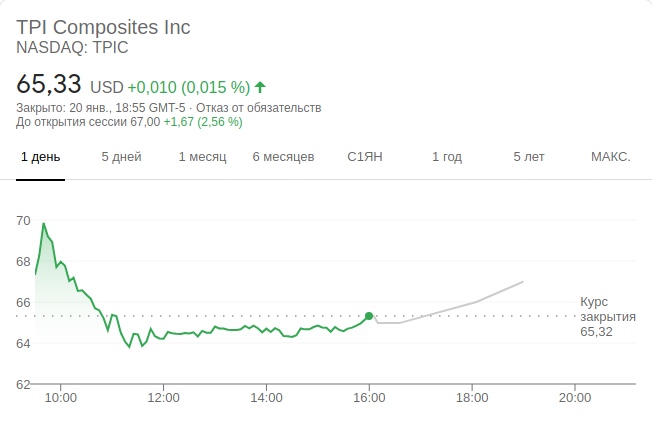 TPI Composites Inc
NASDAQ: TPIC
65,33 USD +0,010 (0,015 %)
Закрыто: 20 янв., 18:55 GMT-5 · Отказ от обязательств
До открытия сессии 67,00 +1,67 (2,56 %)
1 день 5 дней 1 месяц 6 месяцев С1ЯН 1 год 5 лет МАКС.
70
68
66
Курс
закрытия
65,32
64
62
10:00 12:00 14:00 16:00 18:00 20:00